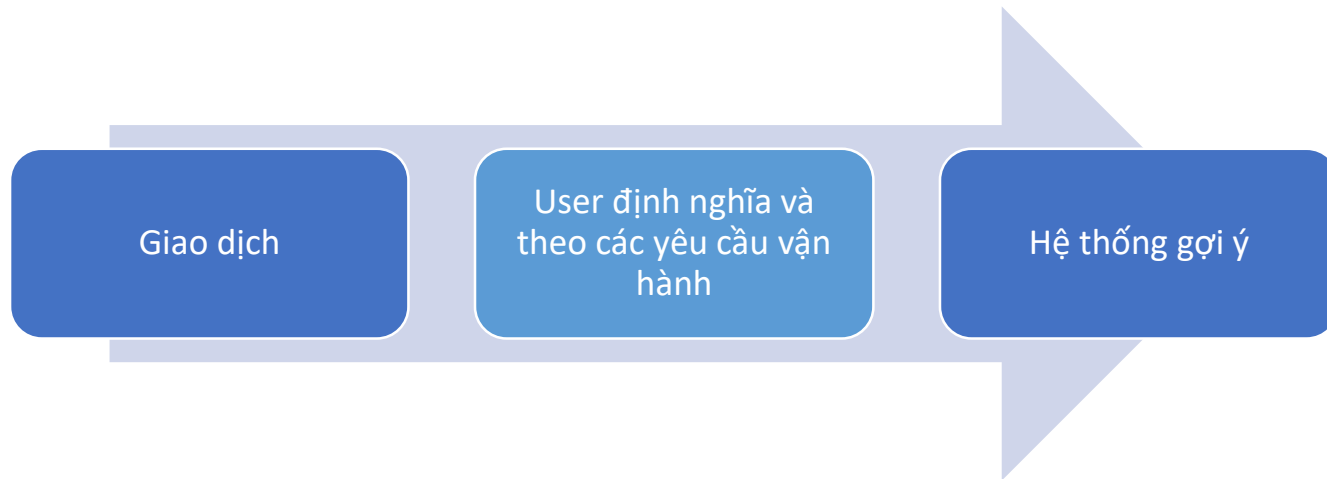 Giao dịch
User định nghĩa và
theo các yêu cầu vận
hành
Hệ thống gợi ý